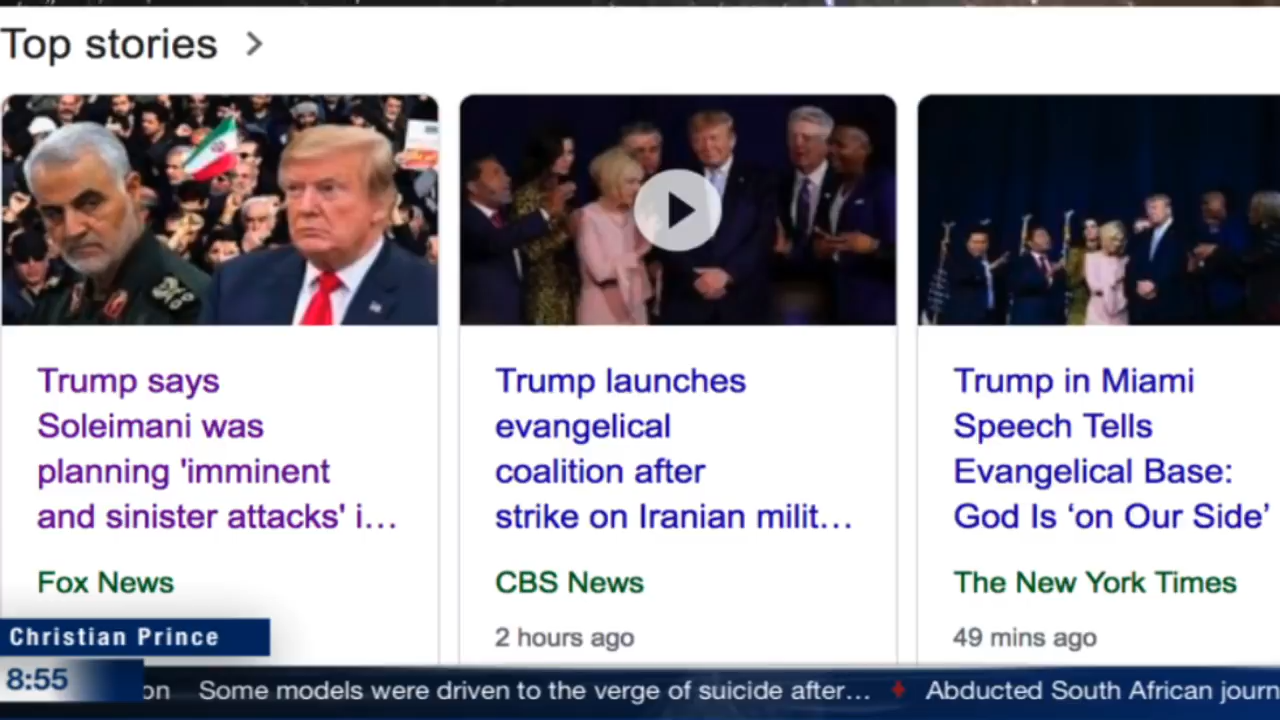 Top stories >
Trump says
Soleimani was
planning 'imminent
and sinister attacks' i...
Fox News
Trump launches
evangelical
coalition after
strike on Iranian milit...
CBS News
2 hours ago
Trump in Miami
Speech Tells
Evangelical Base:
God Is ‘on Our Side’
The New York Times
49 mins ago
Christian Prince
8:55
on Some models were driven to the verge of suicide after... Abducted South African journ